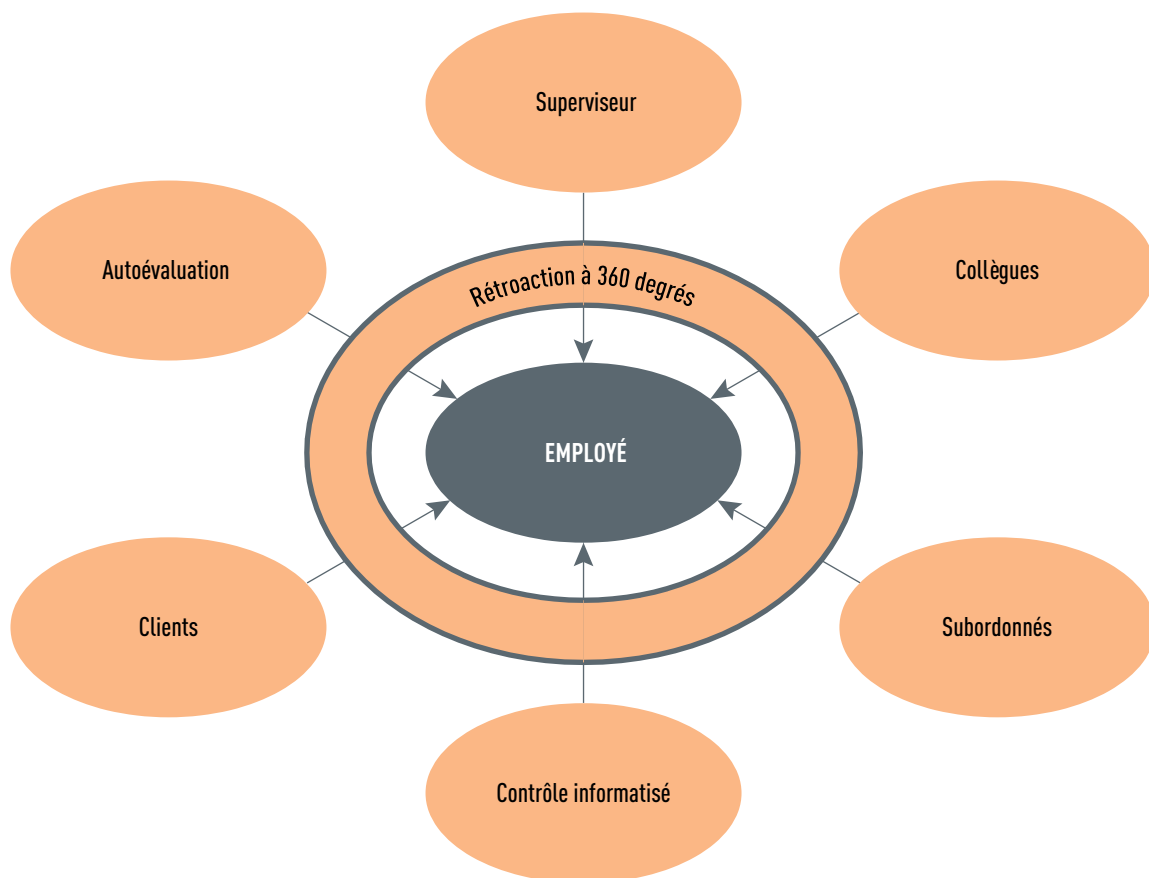 Superviseur
Autoévaluation
Collègues
Rétroaction à 360 degrés
EMPLOYÉ
Clients
Subordonnés
Contrôle informatisé